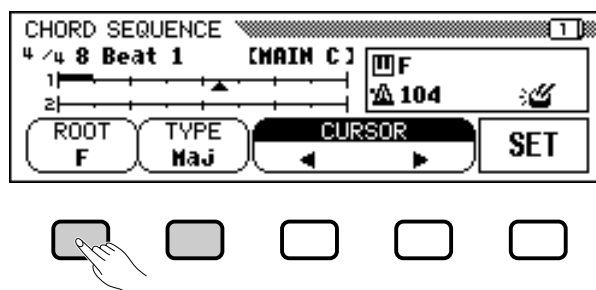 CHORD SEQUENCE 1
4/4 8 Beat 1 [MAIN C]
F
1
104
2
ROOT TYPE CURSOR SET
F Maj ◀ ▶